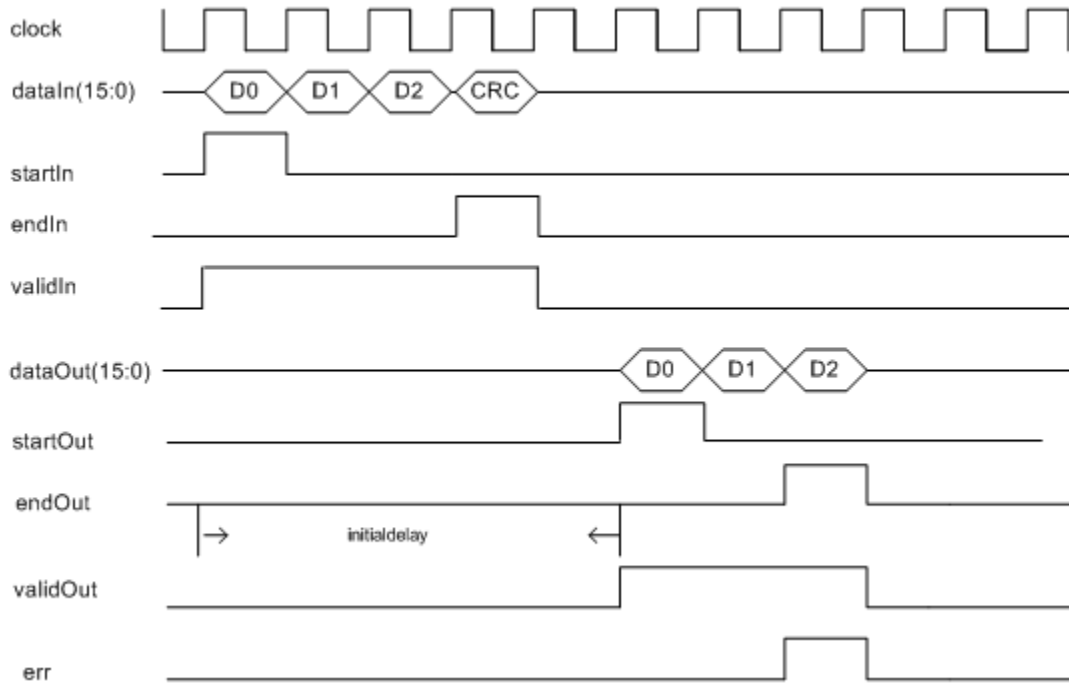 clock
dataIn(15:0) D0 D1 D2 CRC
startIn
endIn
validIn
dataOut(15:0) D0 D1 D2
startOut
endOut
initialdelay
validOut
err